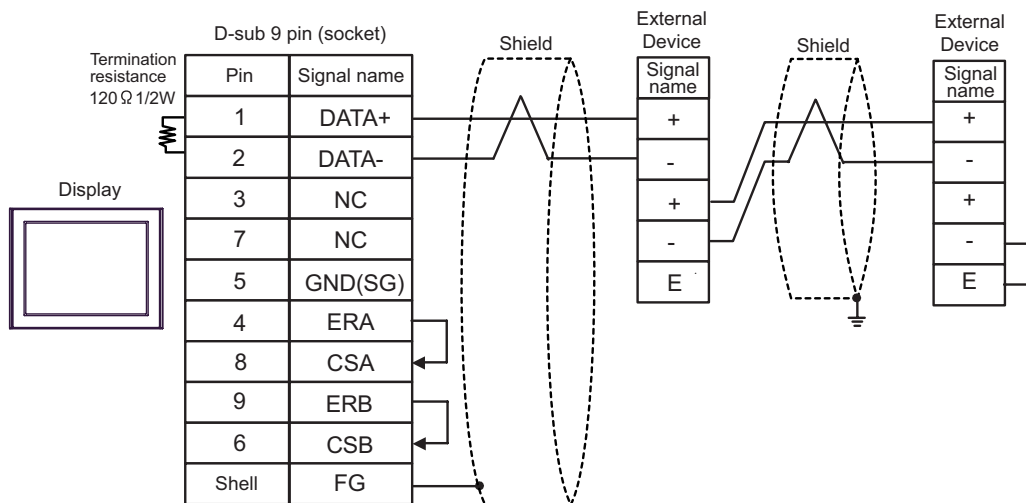 D-sub 9 pin (socket)
Termination
resistance
120 Ω 1/2W
Pin Signal name
1 DATA+
2 DATA-
3 NC
7 NC
5 GND(SG)
4 ERA
8 CSA
9 ERB
6 CSB
Shell FG
Display
Shield
External
Device
Signal
name
+
-
+
-
E
Shield
External
Device
Signal
name
+
-
+
-
E